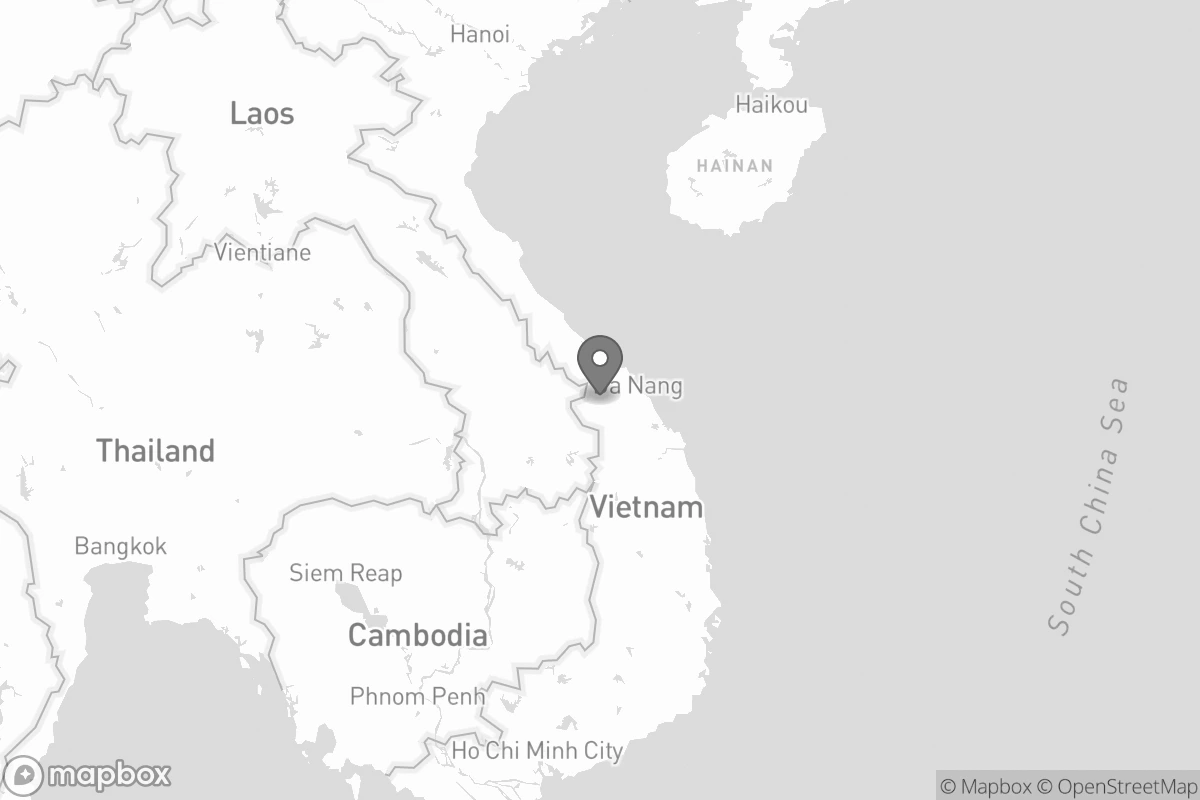 Hanoi
Haikou
Laos
HAINAN
Vientiane
Da Nang
South China Sea
Thailand
Vietnam
Bangkok
Siem Reap
Cambodia
Phnom Penh
Ho Chi Minh City
mapbox
© Mapbox © OpenStreetMap